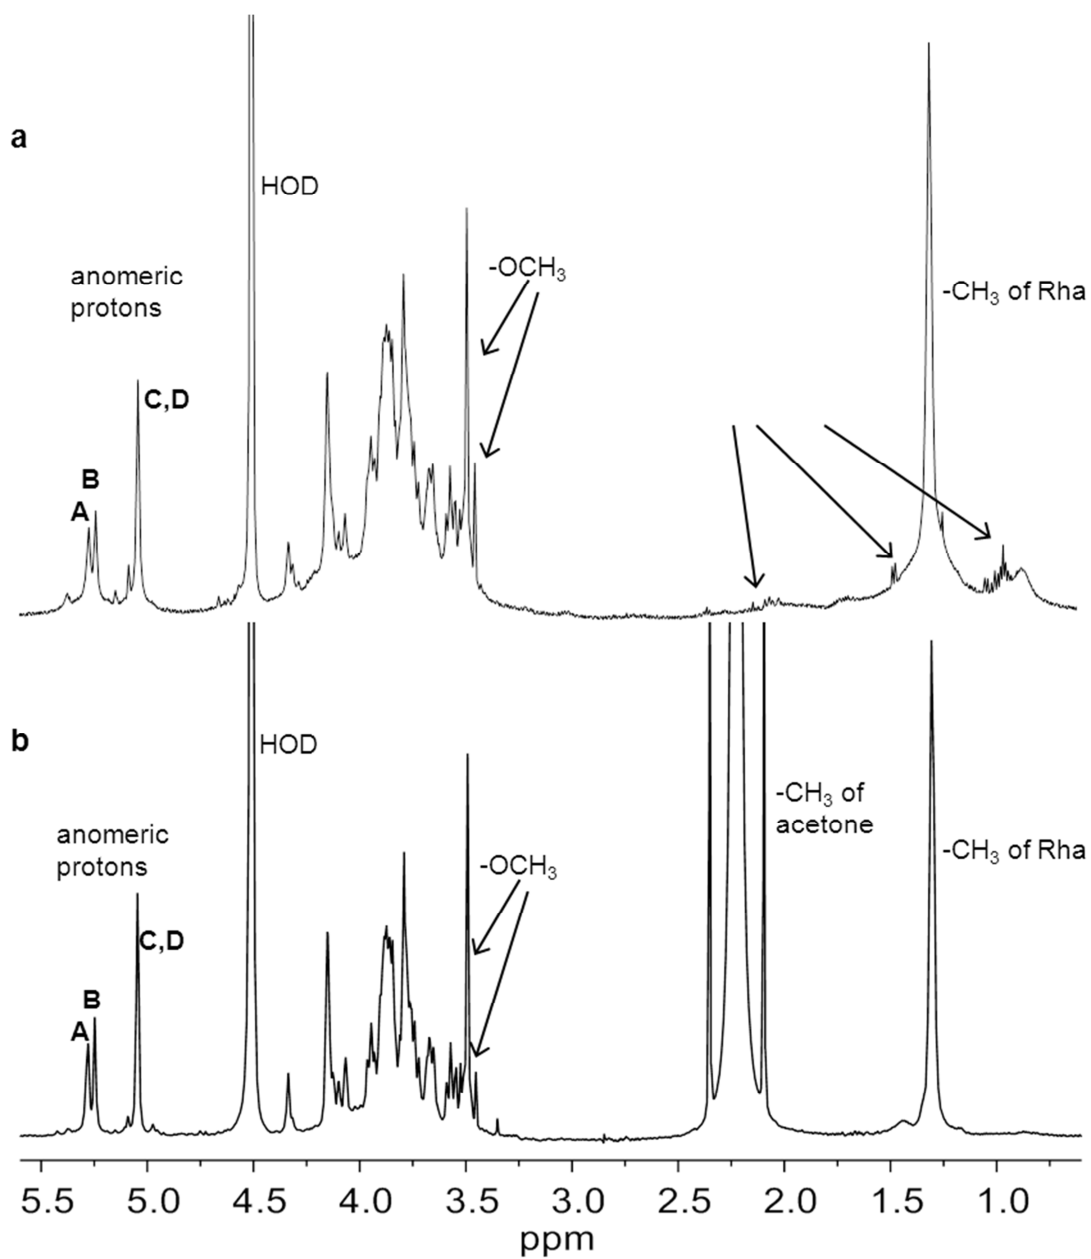 a
HOD
anomeric
protons
-OCH₃
-CH₃ of Rha
C,D
B
A
b
HOD
-CH₃ of
acetone
anomeric
protons
-OCH₃
-CH₃ of Rha
C,D
B
A
5.5 5.0 4.5 4.0 3.5 3.0 2.5 2.0 1.5 1.0
ppm